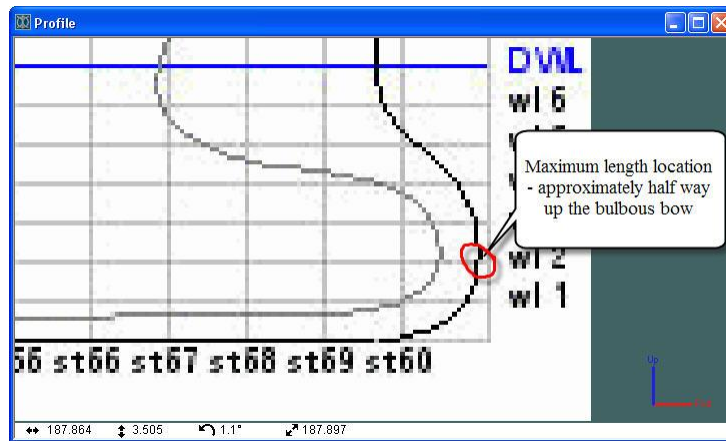 Profile
DWL
wl 6
Maximum length location
- approximately half way
up the bulbous bow
wl 2
wl 1
st66 st67 st68 st69 st60
Up
187.864 3.505 1.1° 187.897